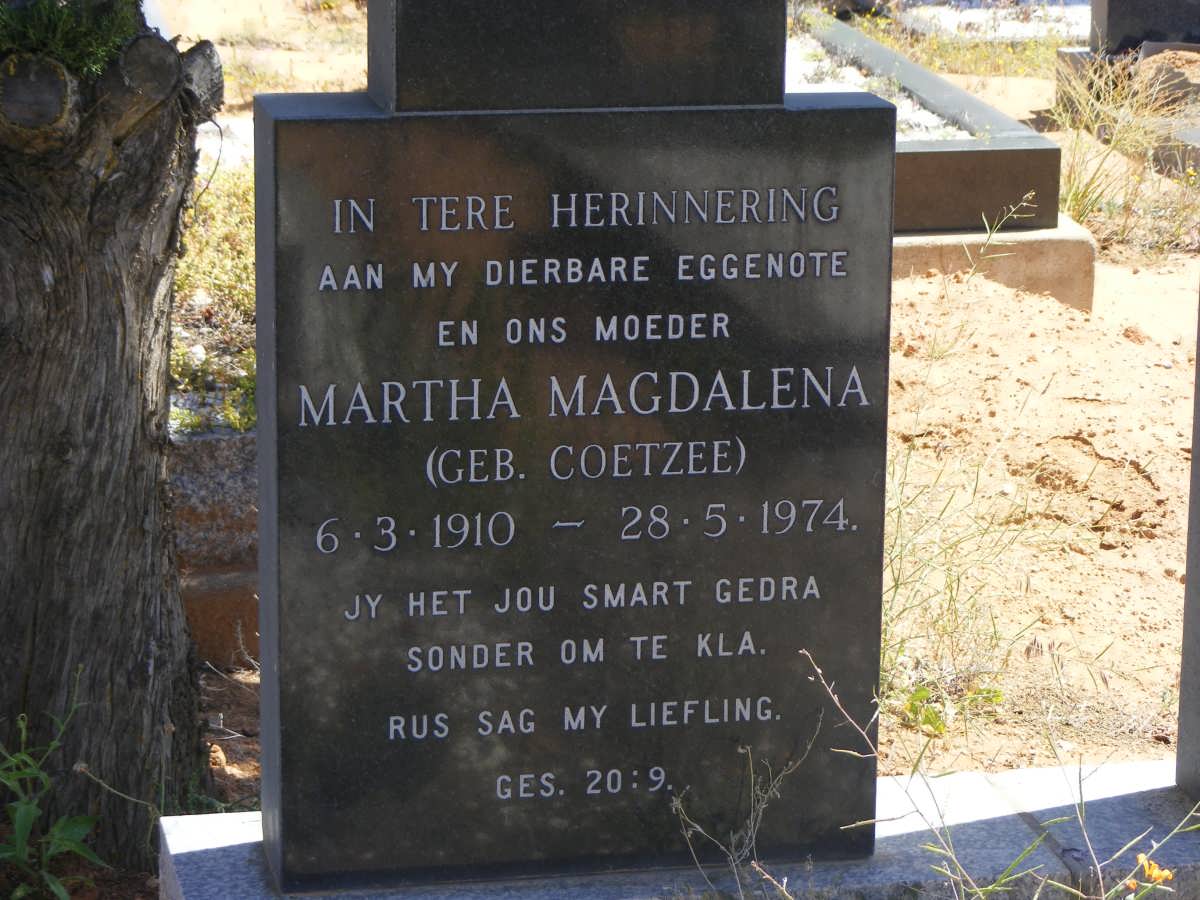 IN TERE HERINNERING
AAN MY DIERBARE EGGENOTE
EN ONS MOEDER
MARTHA MAGDALENA
(GEB. COETZEE)
6·3·1910 – 28·5·1974.
JY HET JOU SMART GEDRA
SONDER OM TE KLA.
RUS SAG MY LIEFLING.
GES. 20:9.